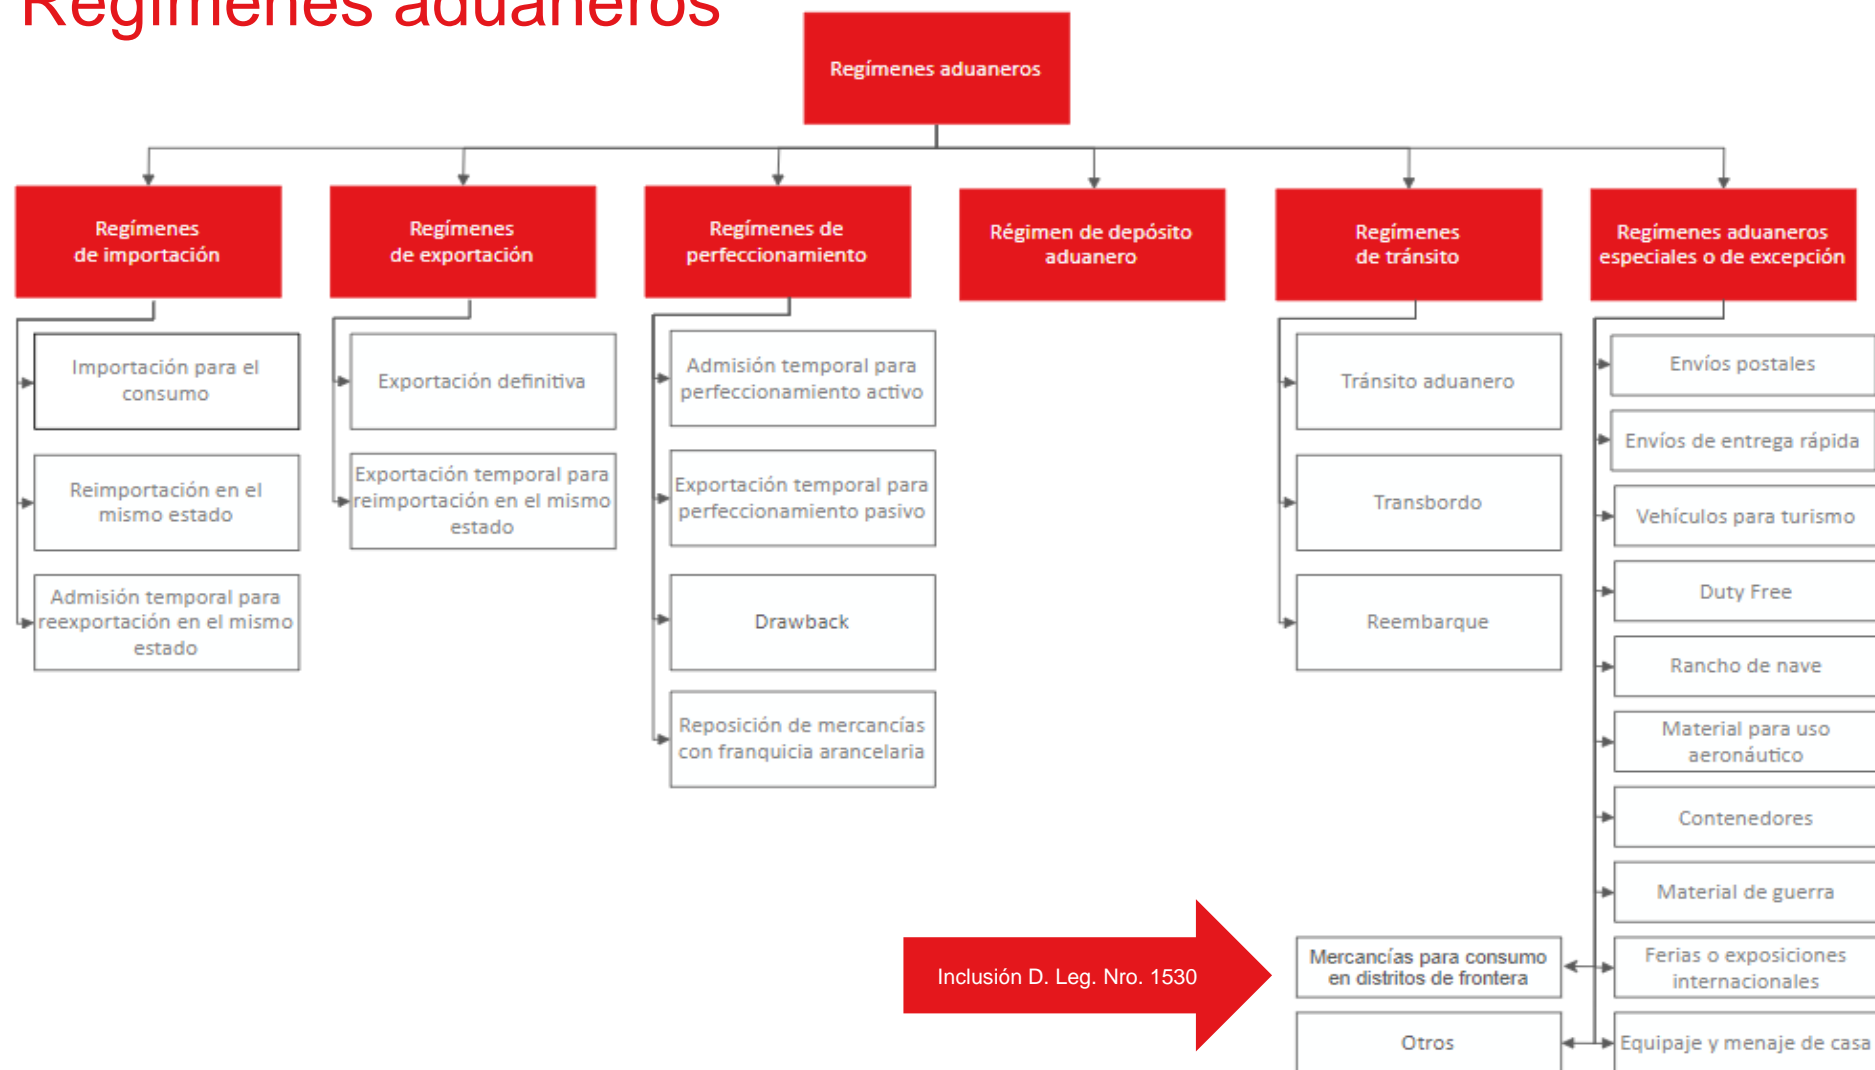 Regímenes aduaneros
Regímenes aduaneros
Regímenes
de importación
Regímenes
de exportación
Regímenes de
perfeccionamiento
Régimen de depósito
aduanero
Regímenes
de tránsito
Regímenes aduaneros
especiales o de excepción
Importación para el
consumo
Reimportación en el
mismo estado
Admisión temporal para
reexportación en el mismo
estado
Exportación definitiva
Exportación temporal para
reimportación en el mismo
estado
Admisión temporal para
perfeccionamiento activo
Exportación temporal para
perfeccionamiento pasivo
Drawback
Reposición de mercancías
con franquicia arancelaria
Tránsito aduanero
Transbordo
Reembarque
Envíos postales
Envíos de entrega rápida
Vehículos para turismo
Duty Free
Rancho de nave
Material para uso
aeronáutico
Contenedores
Material de guerra
Ferias o exposiciones
internacionales
Equipaje y menaje de casa
Inclusión D. Leg. Nro. 1530
Mercancías para consumo
en distritos de frontera
Otros